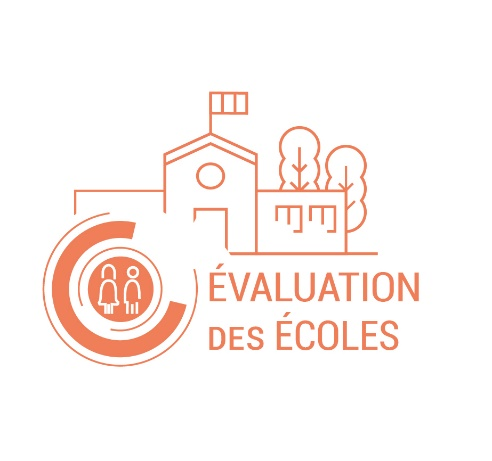 ÉVALUATION
DES ÉCOLES